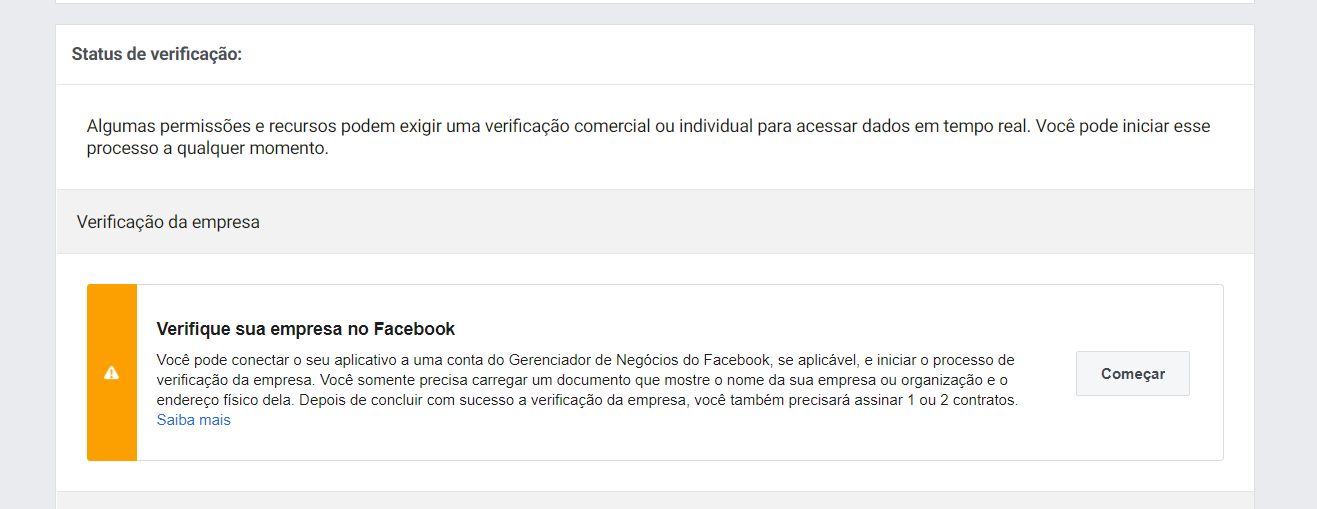 Status de verificação:
Algumas permissões e recursos podem exigir uma verificação comercial ou individual para acessar dados em tempo real. Você pode iniciar esse
processo a qualquer momento.
Verificação da empresa
Verifique sua empresa no Facebook
Você pode conectar o seu aplicativo a uma conta do Gerenciador de Negócios do Facebook, se aplicável, e iniciar o processo de
verificação da empresa. Você somente precisa carregar um documento que mostre o nome da sua empresa ou organização e o
endereço físico dela. Depois de concluir com sucesso a verificação da empresa, você também precisará assinar 1 ou 2 contratos.
Saiba mais
Começar